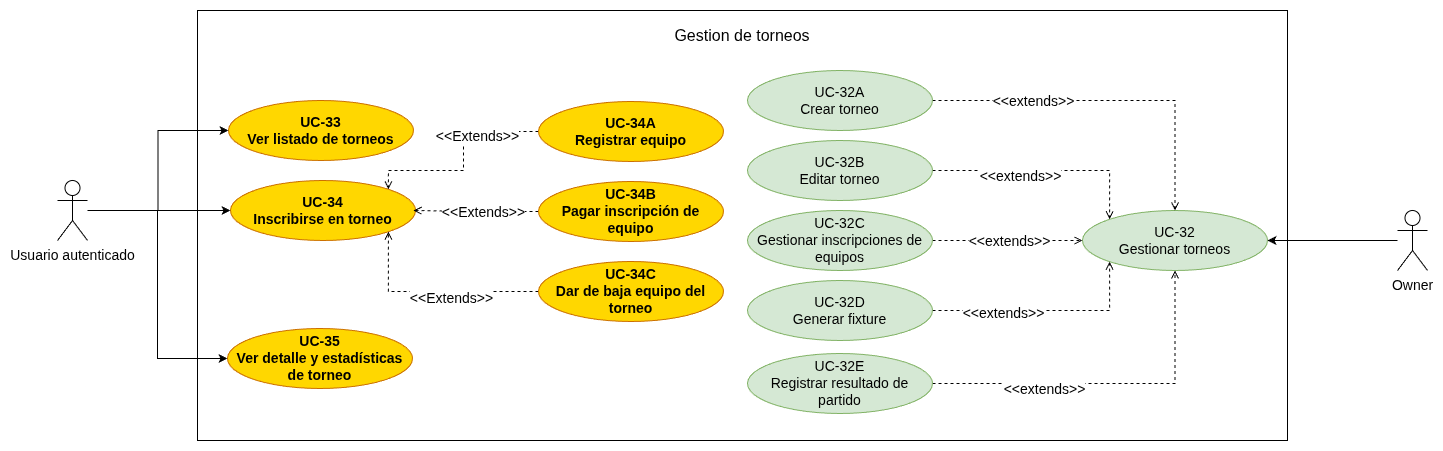 Gestion de torneos
UC-33
Ver listado de torneos
UC-34
Inscribirse en torneo
UC-35
Ver detalle y estadísticas
de torneo
Usuario autenticado
<<Extends>>
<<Extends>>
<<Extends>>
UC-34A
Registrar equipo
UC-34B
Pagar inscripción de
equipo
UC-34C
Dar de baja equipo del
torneo
UC-32A
Crear torneo
UC-32B
Editar torneo
UC-32C
Gestionar inscripciones de
equipos
UC-32D
Generar fixture
UC-32E
Registrar resultado de
partido
<<extends>>
<<extends>>
<<extends>>
<<extends>>
<<extends>>
UC-32
Gestionar torneos
Owner